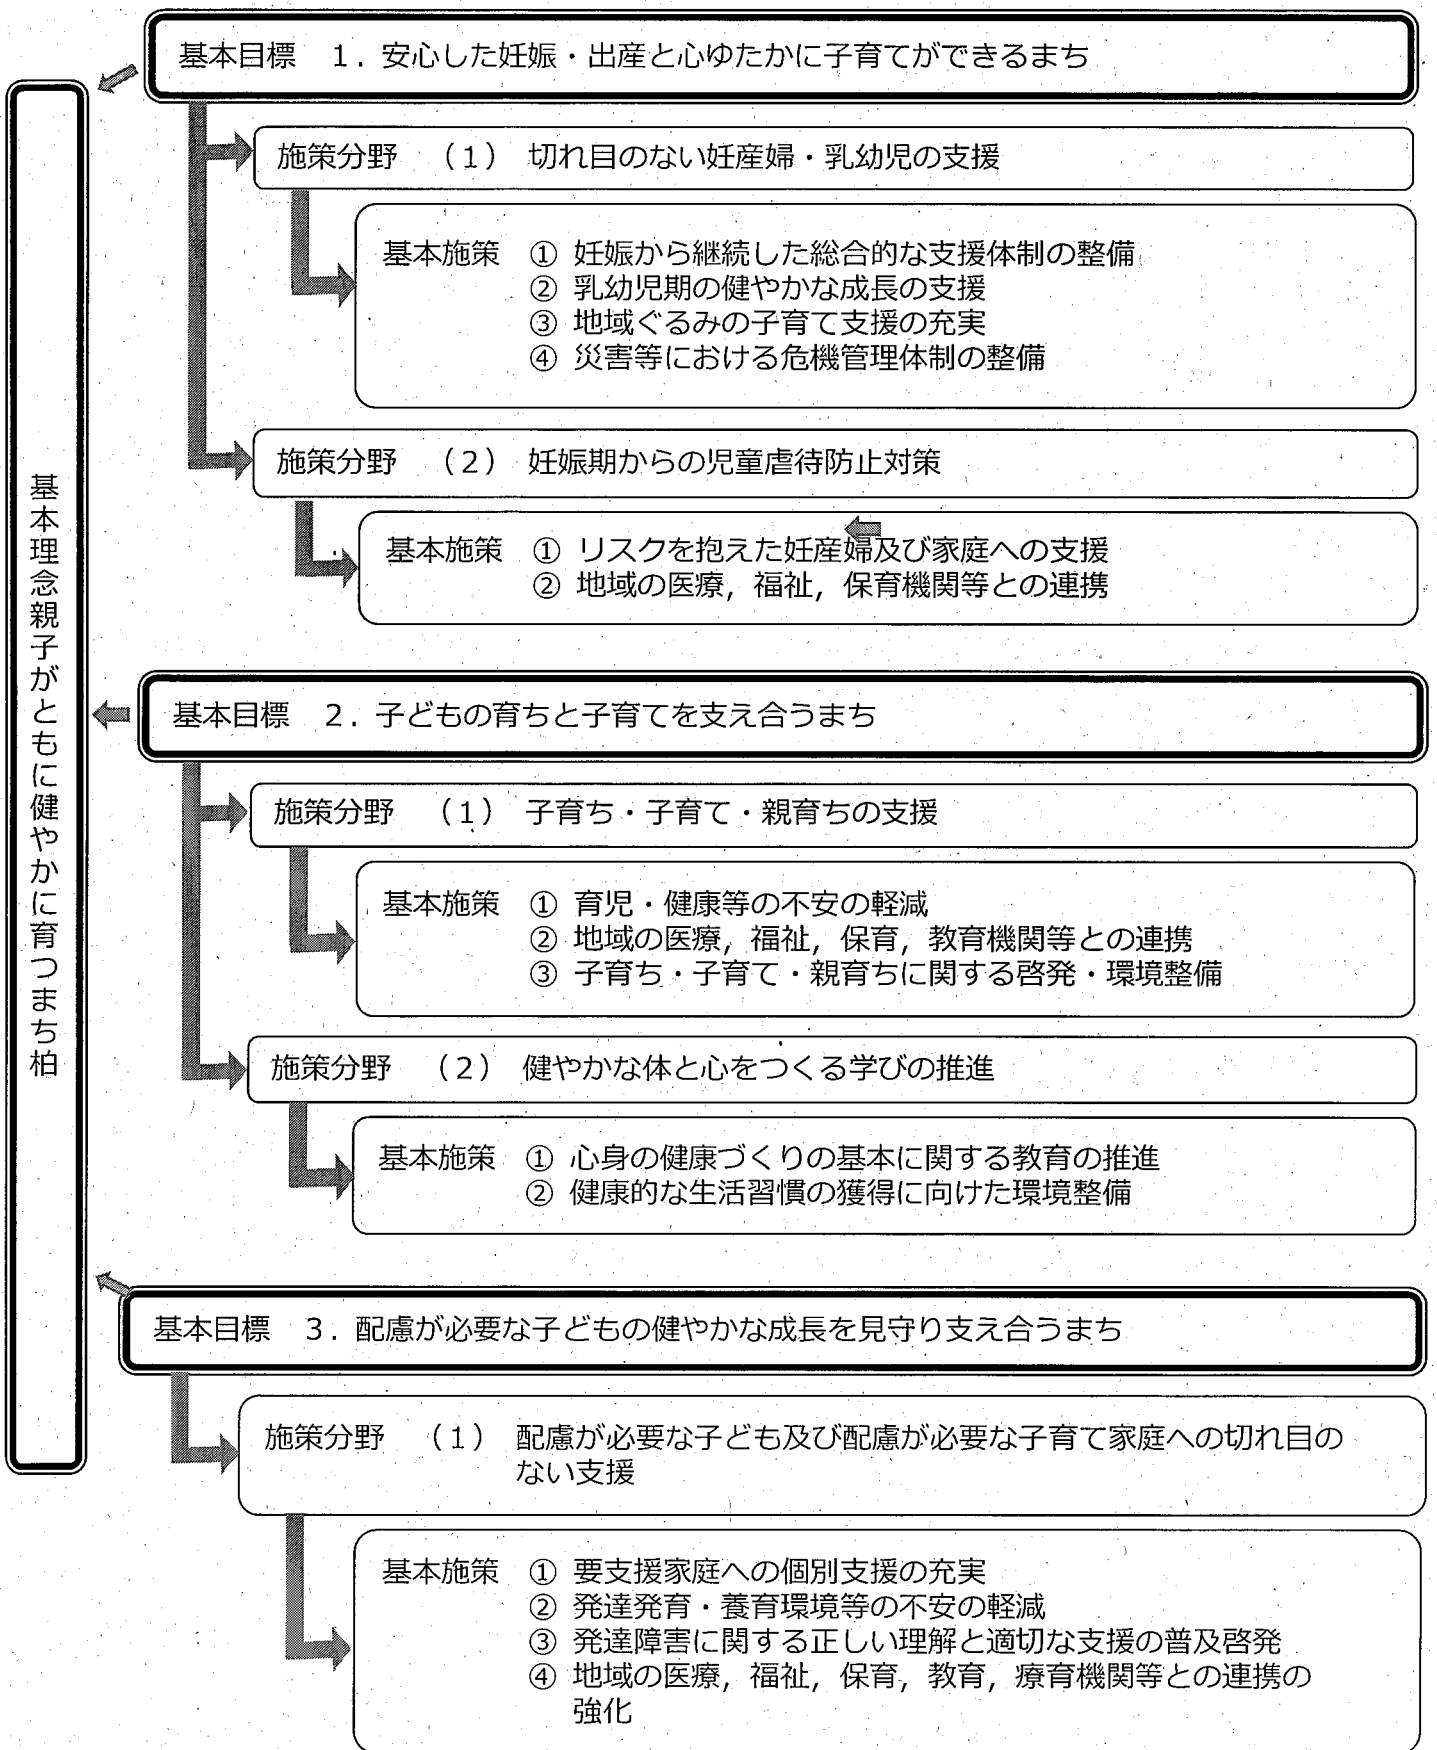 基本理念親子がともに健やかに育つまち柏
基本目標　１．安心した妊娠・出産と心ゆたかに子育てができるまち
施策分野　（１）　切れ目のない妊産婦・乳幼児の支援
基本施策　① 妊娠から継続した総合的な支援体制の整備
② 乳幼児期の健やかな成長の支援
③ 地域ぐるみの子育て支援の充実
④ 災害等における危機管理体制の整備
施策分野　（２）　妊娠期からの児童虐待防止対策
基本施策　① リスクを抱えた妊産婦及び家庭への支援
② 地域の医療，福祉，保育機関等との連携
基本目標　２．子どもの育ちと子育てを支え合うまち
施策分野　（１）　子育ち・子育て・親育ちの支援
基本施策　① 育児・健康等の不安の軽減
② 地域の医療，福祉，保育，教育機関等との連携
③ 子育ち・子育て・親育ちに関する啓発・環境整備
施策分野　（２）　健やかな体と心をつくる学びの推進
基本施策　① 心身の健康づくりの基本に関する教育の推進
② 健康的な生活習慣の獲得に向けた環境整備
基本目標　３．配慮が必要な子どもの健やかな成長を見守り支え合うまち
施策分野　（１）　配慮が必要な子ども及び配慮が必要な子育て家庭への切れ目の
ない支援
基本施策　① 要支援家庭への個別支援の充実
② 発達発育・養育環境等の不安の軽減
③ 発達障害に関する正しい理解と適切な支援の普及啓発
④ 地域の医療，福祉，保育，教育，療育機関等との連携の
強化